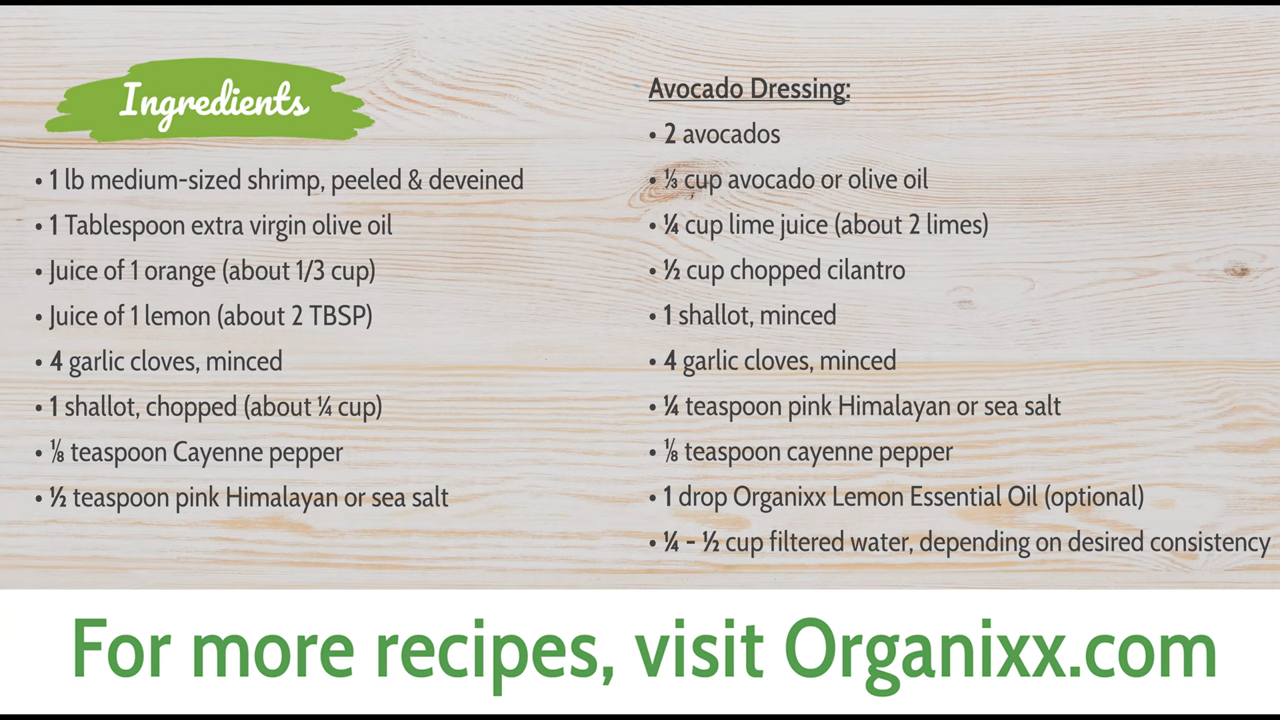 Ingredients
• 1 lb medium-sized shrimp, peeled & deveined
• 1 Tablespoon extra virgin olive oil
• Juice of 1 orange (about 1/3 cup)
• Juice of 1 lemon (about 2 TBSP)
• 4 garlic cloves, minced
• 1 shallot, chopped (about ¼ cup)
• ⅛ teaspoon Cayenne pepper
• ½ teaspoon pink Himalayan or sea salt
Avocado Dressing:
• 2 avocados
• ⅓ cup avocado or olive oil
• ¼ cup lime juice (about 2 limes)
• ½ cup chopped cilantro
• 1 shallot, minced
• 4 garlic cloves, minced
• ¼ teaspoon pink Himalayan or sea salt
• ⅛ teaspoon cayenne pepper
• 1 drop Organixx Lemon Essential Oil (optional)
• ¼ - ½ cup filtered water, depending on desired consistency
For more recipes, visit Organixx.com